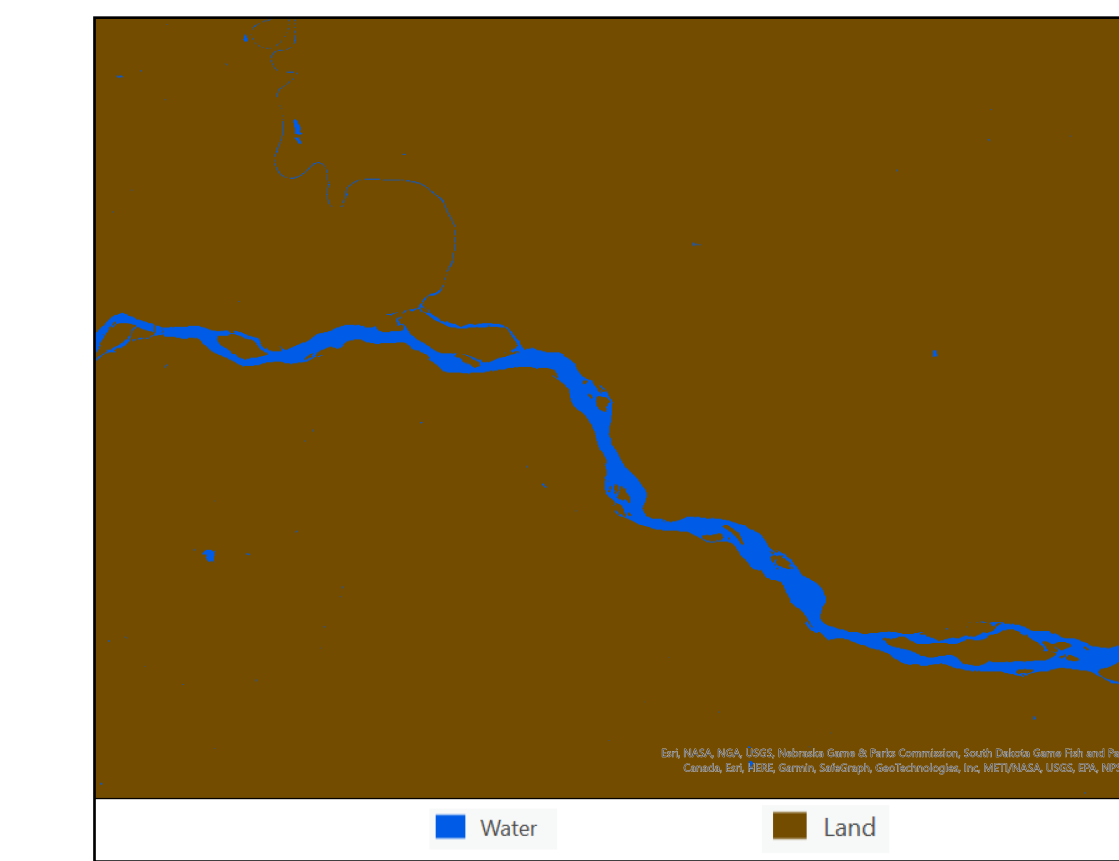 Esri, NASA, NGA, USGS, Nebraska Game & Parks Commission, South Dakota Game Fish and
Canada, Esri, HERE, Garmin, SafeGraph, GeoTechnologies, Inc, METI/NASA, USGS, EPA, NPS
Water
Land